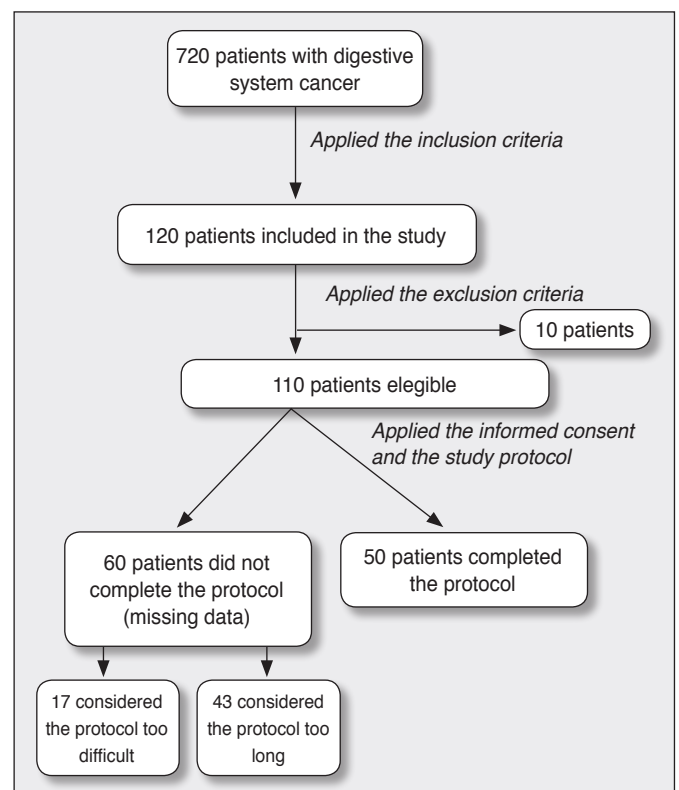 720 patients with digestive
system cancer
Applied the inclusion criteria
120 patients included in the study
Applied the exclusion criteria
10 patients
110 patients elegible
Applied the informed consent
and the study protocol
60 patients did not
complete the protocol
(missing data)
50 patients completed
the protocol
17 considered
the protocol too
difficult
43 considered
the protocol too
long